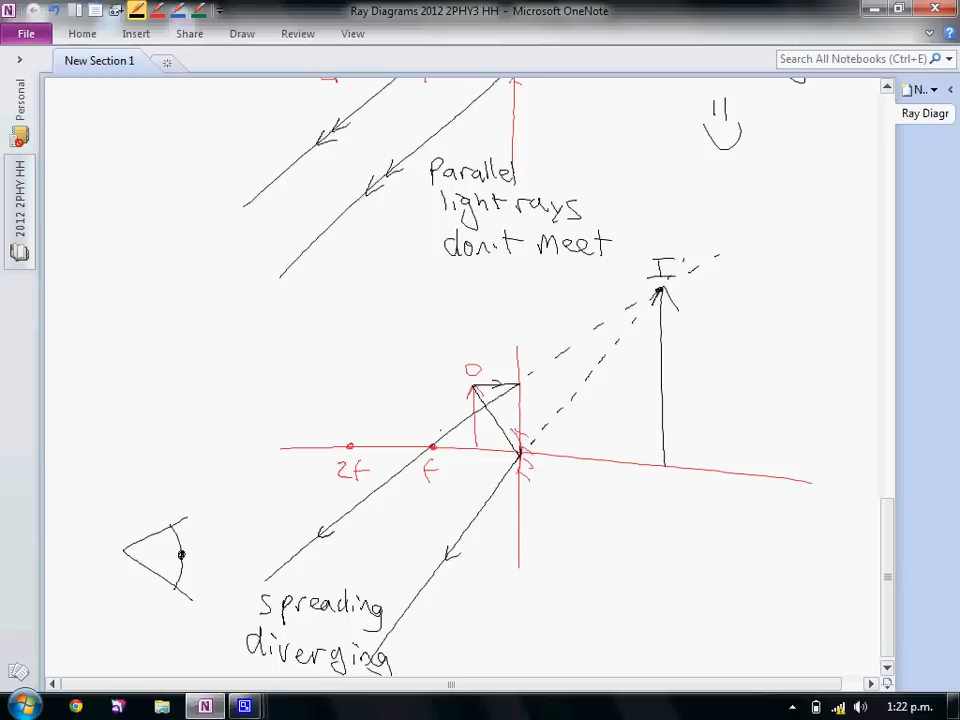 Ray Diagrams 2012 2PHY3 HH - Microsoft OneNote
File Home Insert Share Draw Review View
New Section 1
Search All Notebooks (Ctrl+E)
N..
Personal
2012 2PHY HH
Ray Diagr
Parallel
light rays
don't meet
I
O
2f f
spreading
diverging
1:22 p.m.